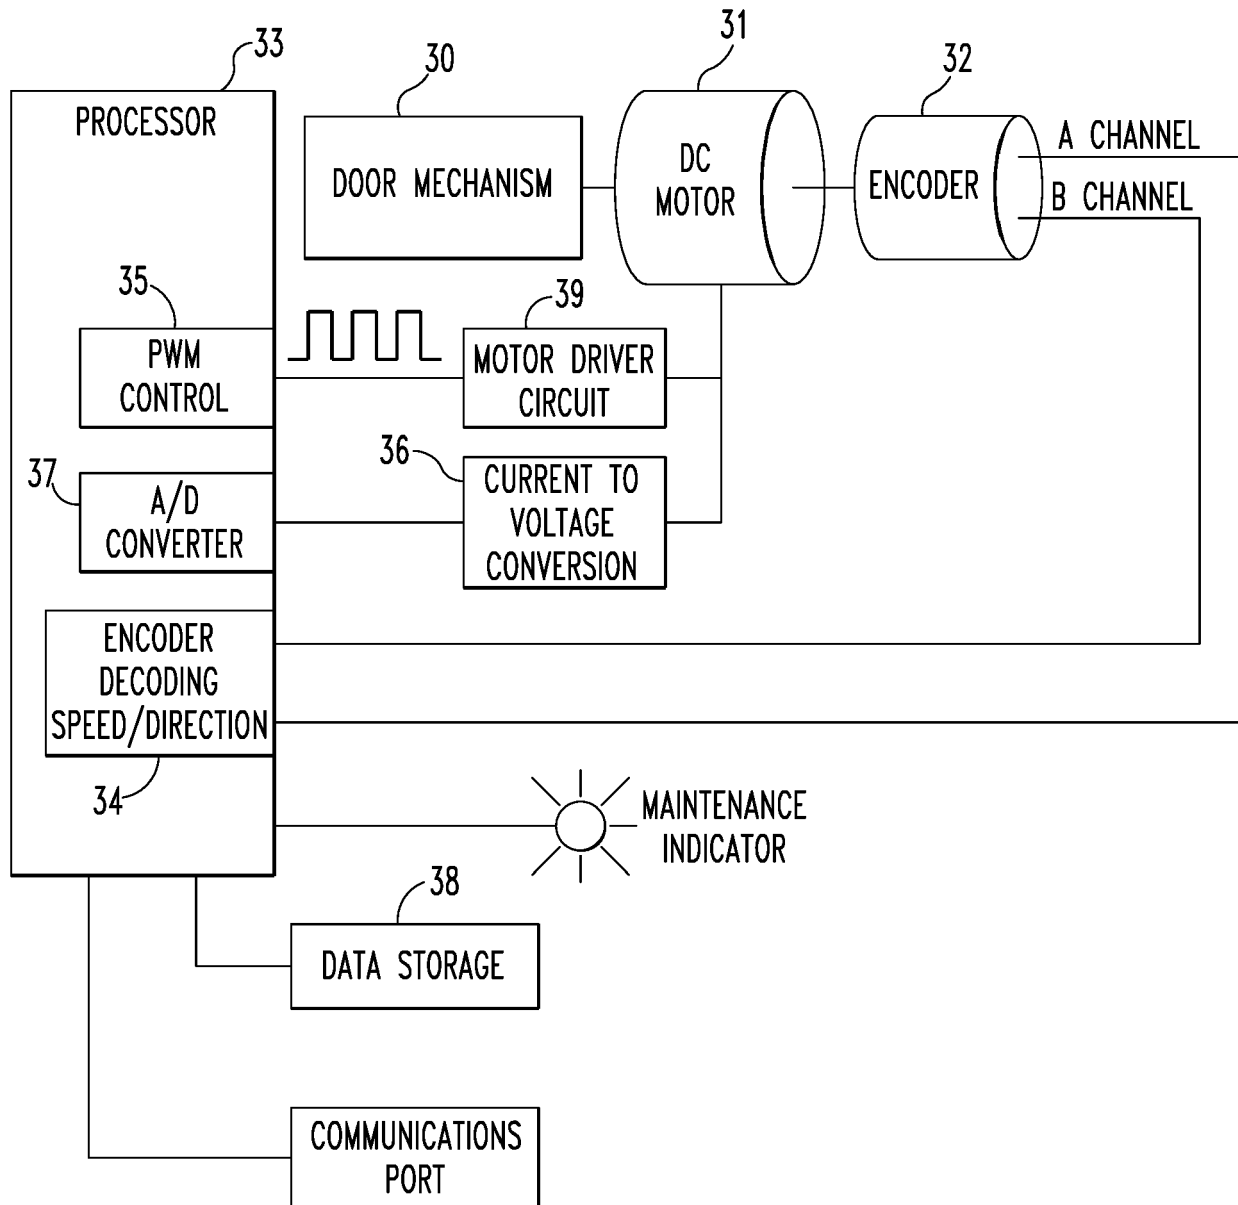 33
PROCESSOR
30
DOOR MECHANISM
31
DC
MOTOR
32
ENCODER
A CHANNEL
B CHANNEL
35
PWM
CONTROL
39
MOTOR DRIVER
CIRCUIT
37
A/D
CONVERTER
36
CURRENT TO
VOLTAGE
CONVERSION
ENCODER
DECODING
SPEED/DIRECTION
34
MAINTENANCE
INDICATOR
38
DATA STORAGE
COMMUNICATIONS
PORT